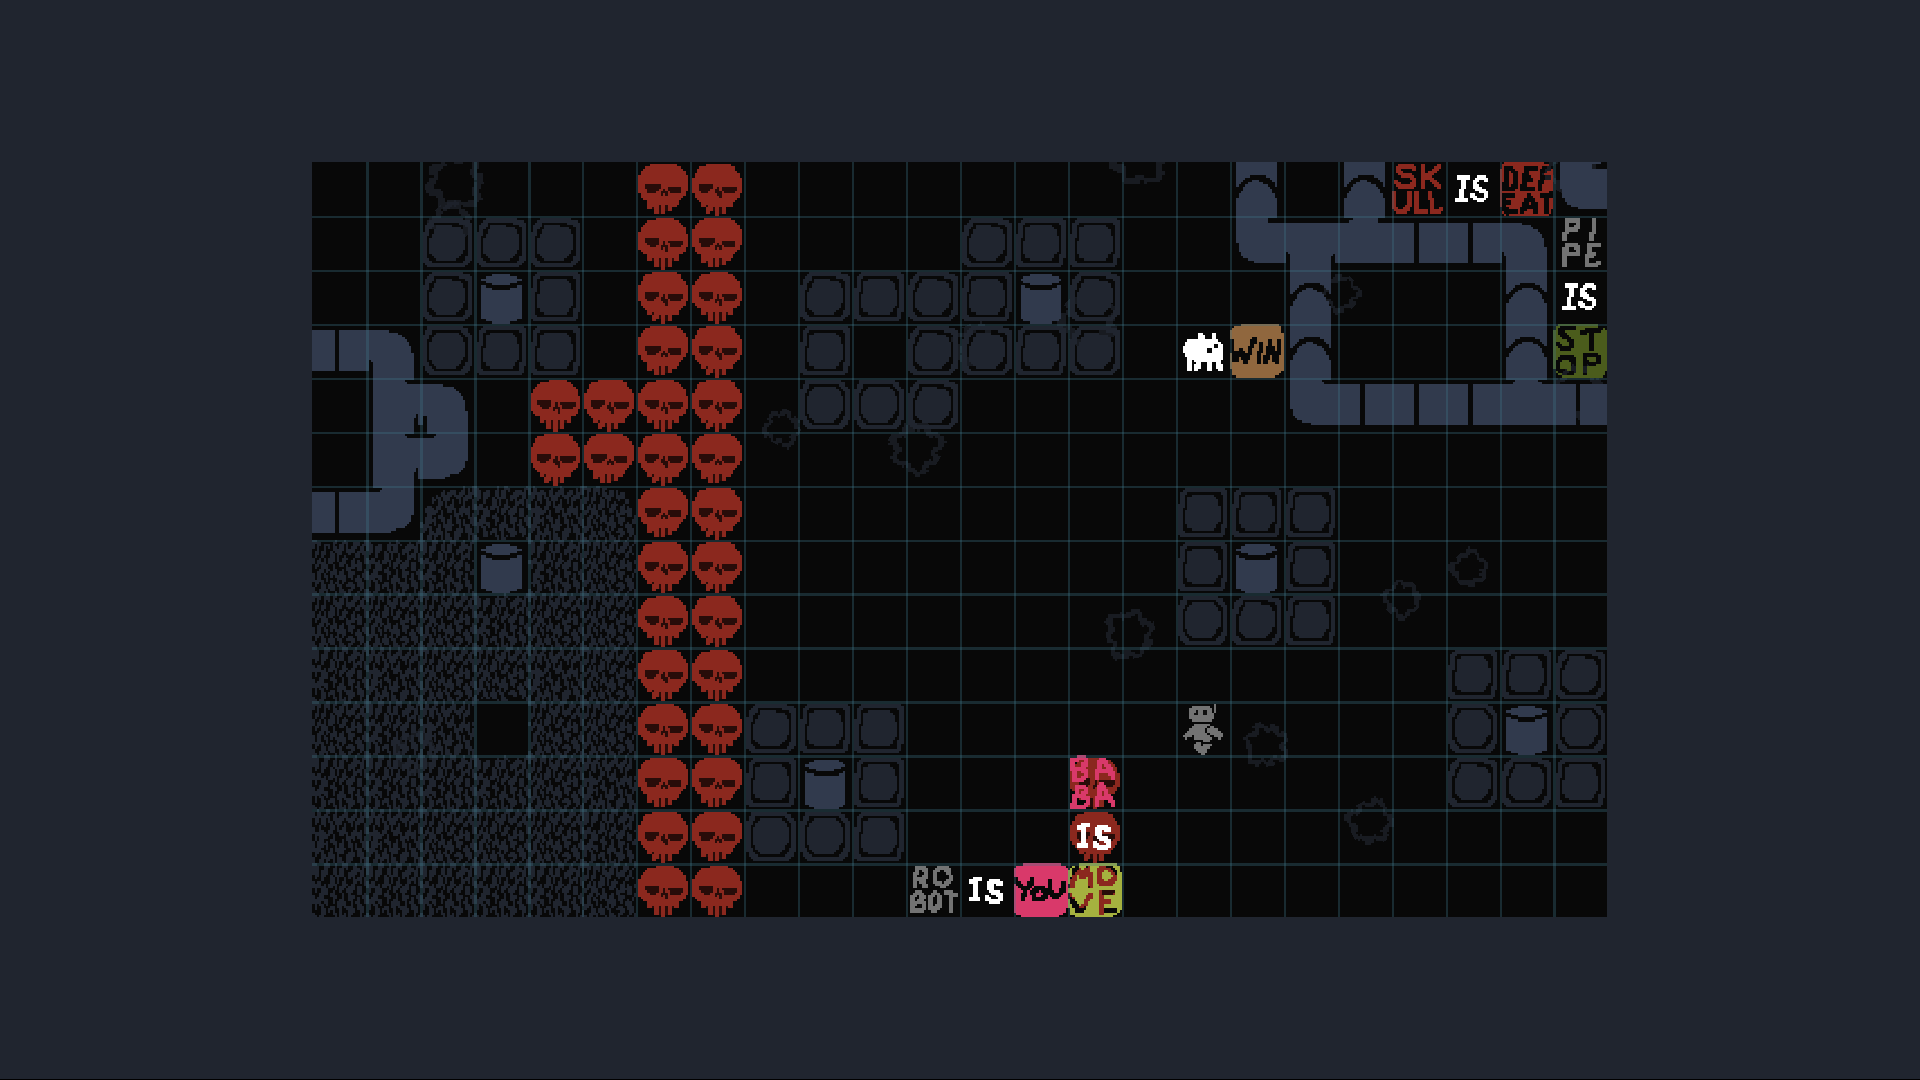 SKULL IS DEFEAT
PIPE
IS
STOP
WIN
BABA
IS
ROBOT IS YOU MOVE